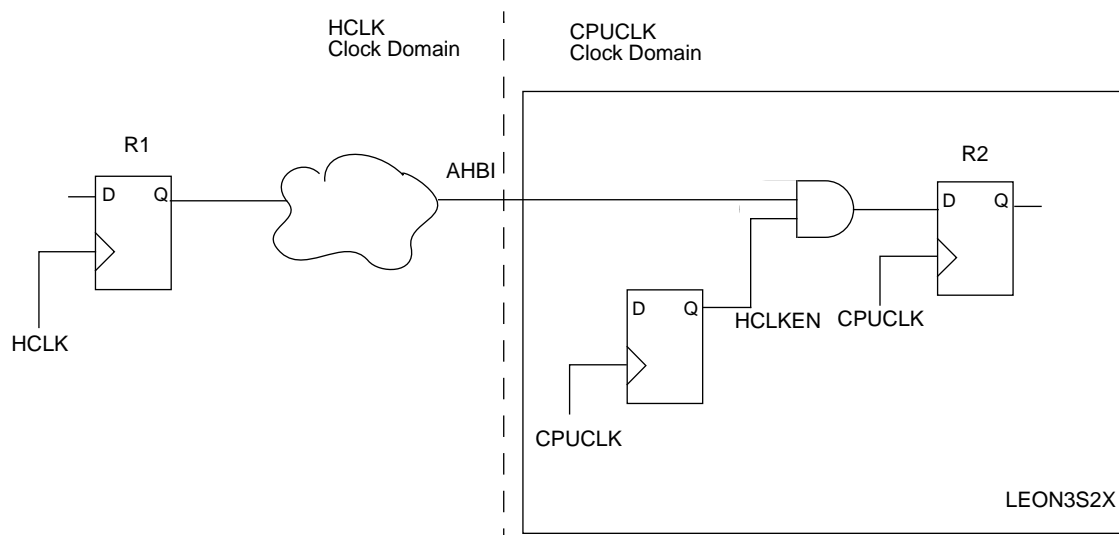 HCLK
Clock Domain
CPUCLK
Clock Domain
R1
D
Q
HCLK
AHBI
R2
D
Q
CPUCLK
D
Q
HCLKEN
CPUCLK
LEON3S2X